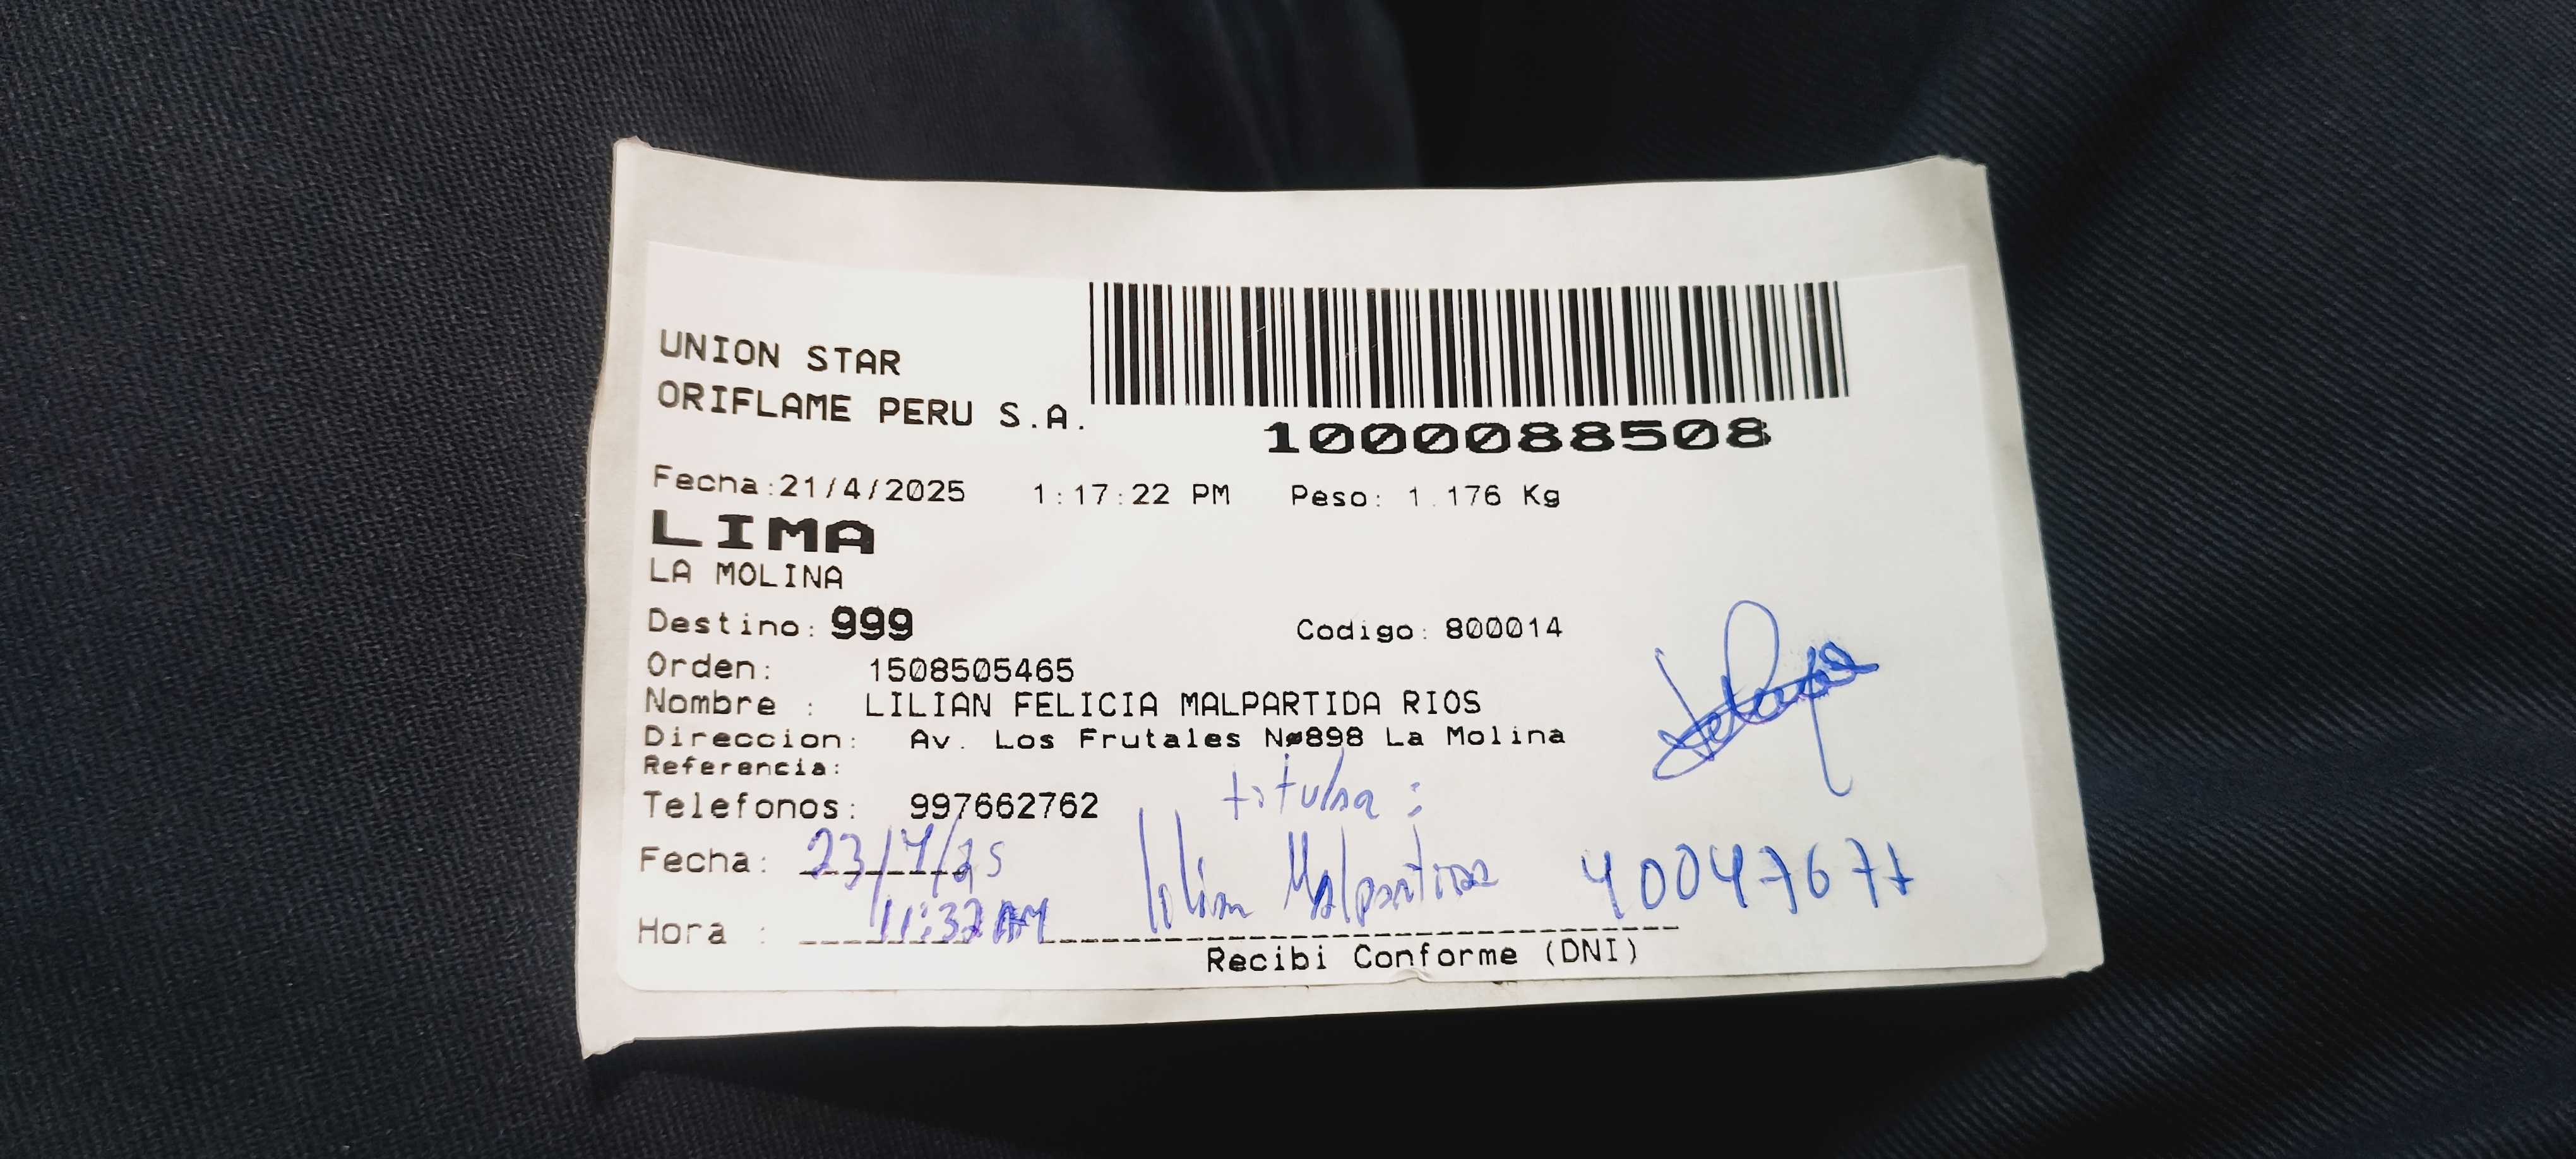 UNION STAR
ORIFLAME PERU S.A.
1000088508
Fecha:21/4/2025 1:17:22 PM Peso: 1.176 Kg
LIMA
LA MOLINA
Destino: 999 Codigo: 800014
Orden: 1508505465
Nombre : LILIAN FELICIA MALPARTIDA RIOS
Direccion: Av. Los Frutales Nø898 La Molina
Referencia:
Telefonos: 997662762
titular:
Fecha: 23/4/25 Lilian Malpartida 40047677
Hora : 11:32 AM
Recibi Conforme (DNI)